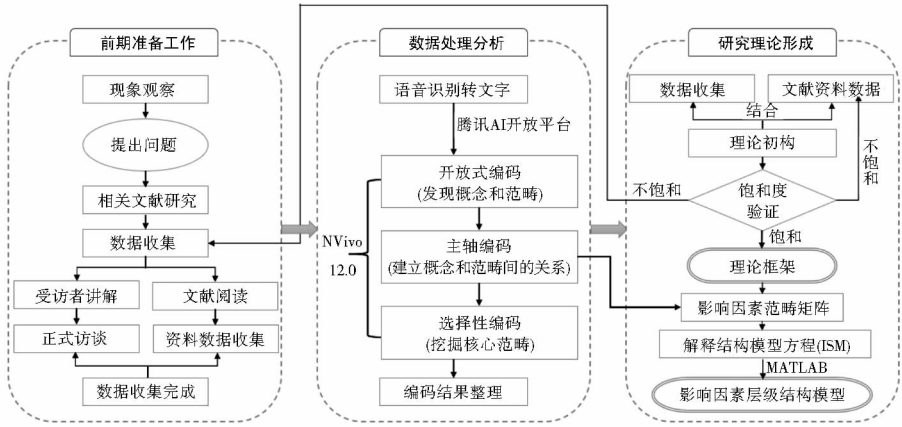 前期准备工作
现象观察
提出问题
相关文献研究
数据收集
受访者讲解
文献阅读
正式访谈
资料数据收集
数据收集完成
数据处理分析
语音识别转文字
腾讯AI开放平台
开放式编码
(发现概念和范畴)
NVivo
12.0
主轴编码
(建立概念和范畴间的关系)
选择性编码
(挖掘核心范畴)
编码结果整理
研究理论形成
数据收集
文献资料数据
结合
理论初构
不饱和
不饱和
饱和度
验证
饱和
理论框架
影响因素范畴矩阵
解释结构模型方程(ISM)
MATLAB
影响因素层级结构模型